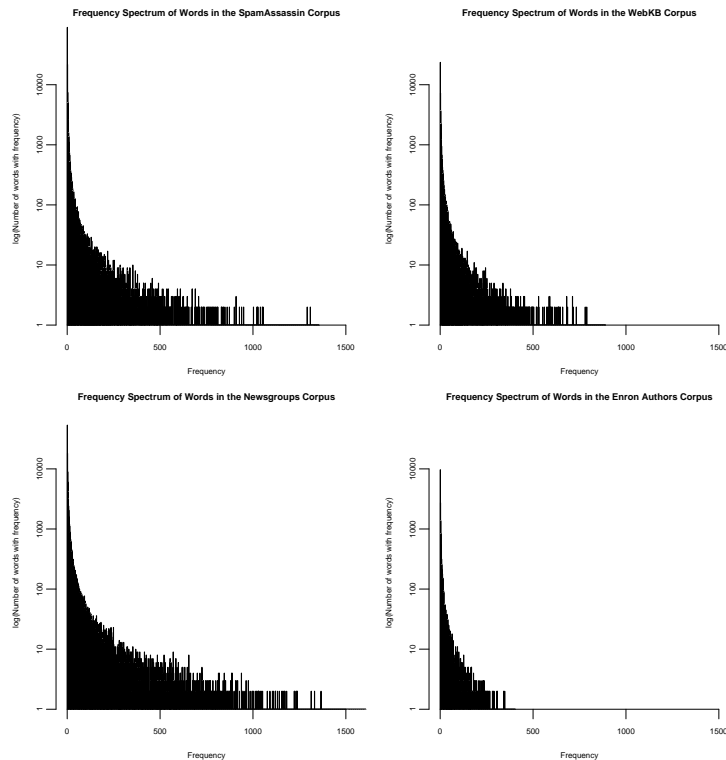 Frequency Spectrum of Words in the SpamAssassin Corpus
log(Number of words with frequency)
10000
1000
100
10
1
0 500 1000 1500
Frequency
Frequency Spectrum of Words in the WebKB Corpus
log(Number of words with frequency)
10000
1000
100
10
1
0 500 1000 1500
Frequency
Frequency Spectrum of Words in the Newsgroups Corpus
log(Number of words with frequency)
10000
1000
100
10
1
0 500 1000 1500
Frequency
Frequency Spectrum of Words in the Enron Authors Corpus
log(Number of words with frequency)
10000
1000
100
10
1
0 500 1000 1500
Frequency